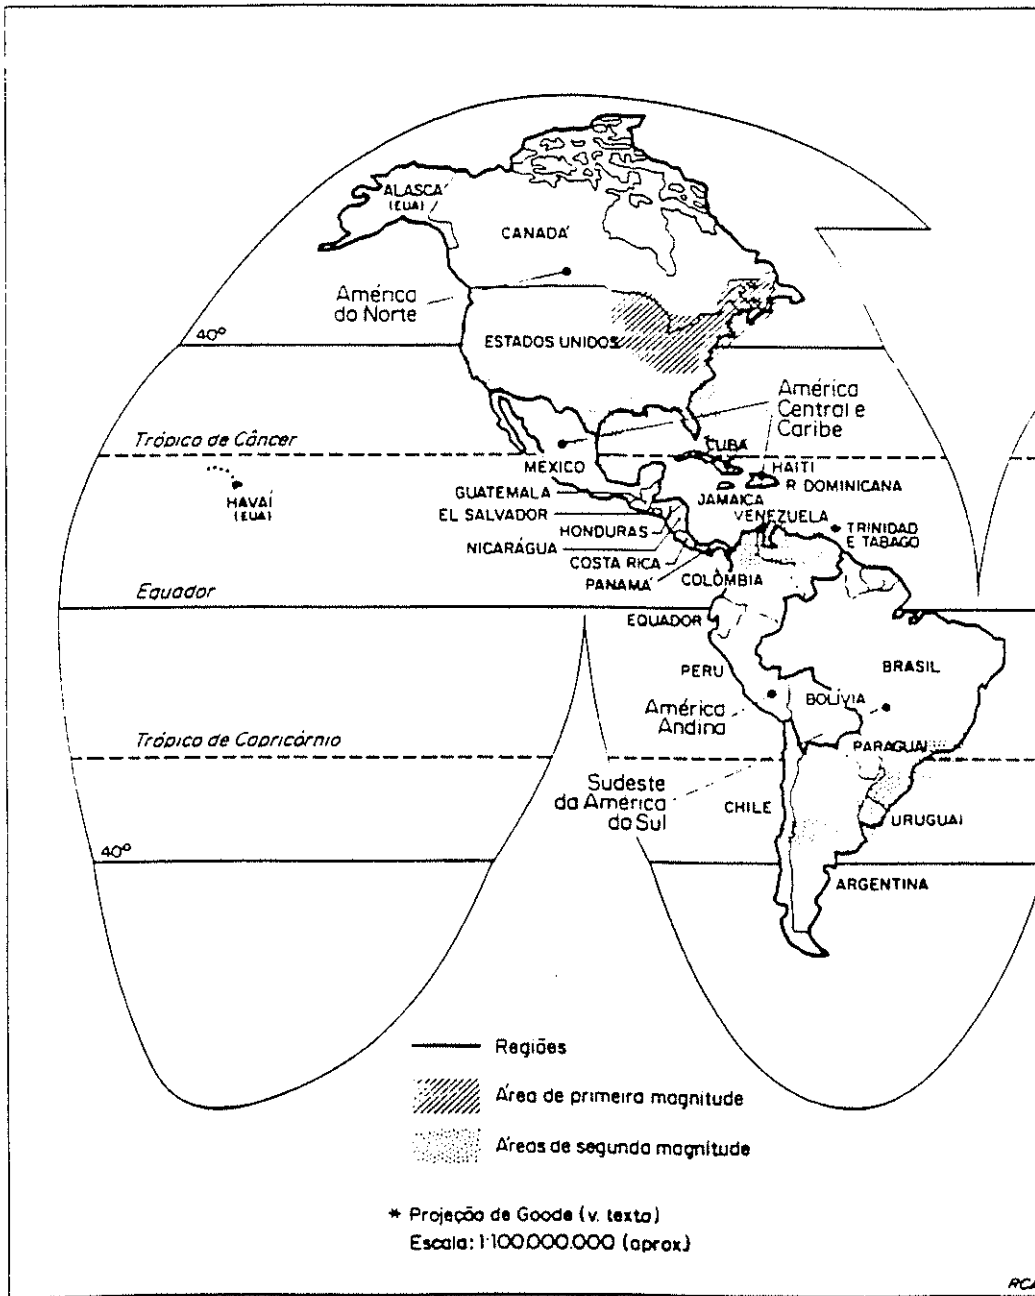 ALASCA
(EUA)
CANADÁ
América
do Norte
40º
ESTADOS UNIDOS
América
Central e
Caribe
Trópico de Câncer
CUBA
MEXICO
HAITI
R DOMINICANA
HAVAÍ
(EUA)
GUATEMALA
JAMAICA
EL SALVADOR
VENEZUELA
HONDURAS
TRINIDAD
E TABAGO
NICARÁGUA
COSTA RICA
PANAMÁ
COLÔMBIA
Equador
EQUADOR
PERU
BRASIL
BOLÍVIA
América
Andina
Trópico de Capricórnio
PARAGUAI
Sudeste
da América
do Sul
CHILE
URUGUAI
40º
ARGENTINA
Regiões
Área de primeira magnitude
Áreas de segunda magnitude
* Projeção de Goode (v. texto)
Escala: 1:100.000.000 (aprox.)